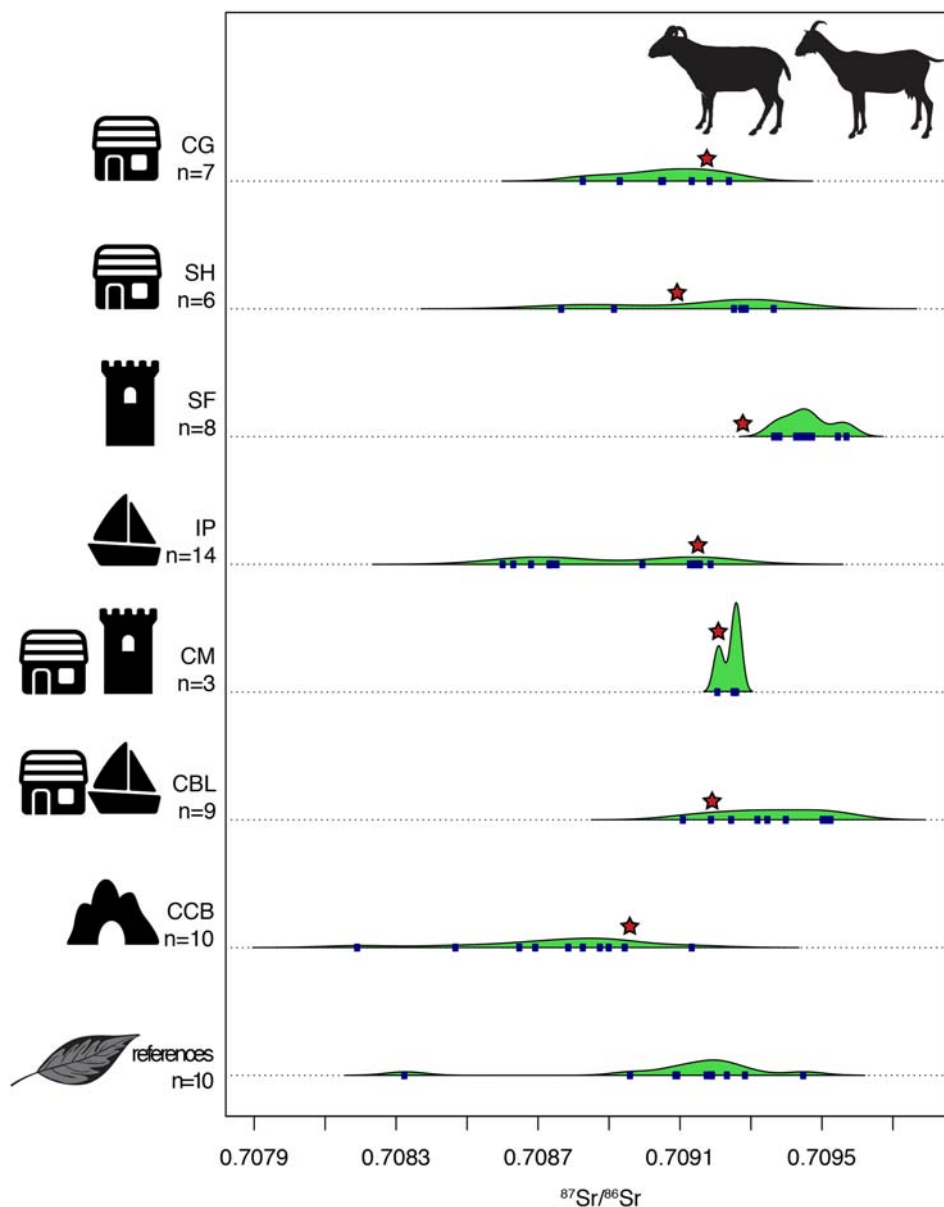 CG
n=7
SH
n=6
SF
n=8
IP
n=14
CM
n=3
CBL
n=9
CCB
n=10
references
n=10
0.7079 0.7083 0.7087 0.7091 0.7095
⁸⁷Sr/⁸⁶Sr